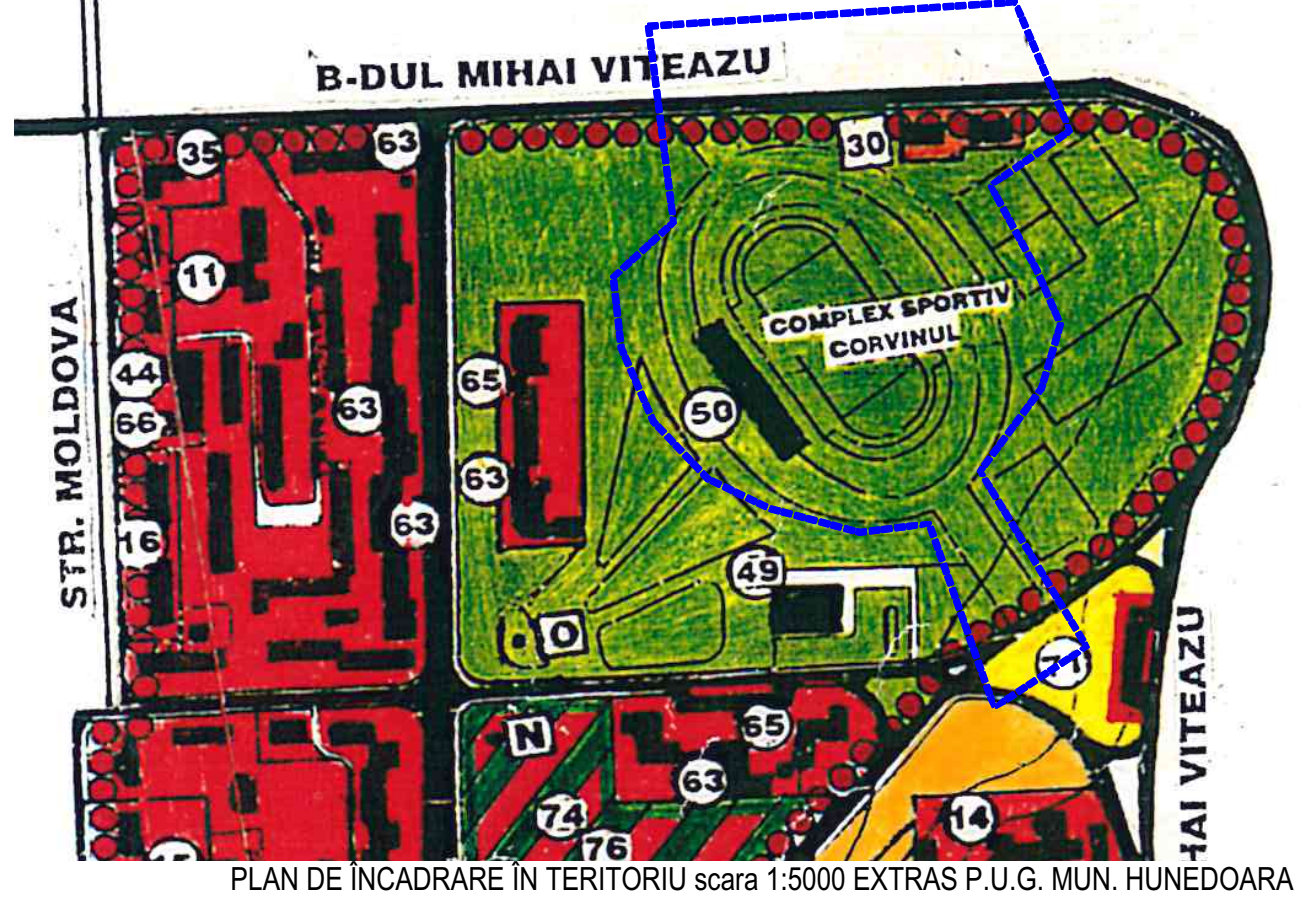 B-DUL MIHAI VITEAZU
35
63
30
11
COMPLEX SPORTIV
CORVINUL
STR. MOLDOVA
44
65
66
63
50
63
63
16
49
O
71
N
65
63
74
76
14
HAI VITEAZU
PLAN DE ÎNCADRARE ÎN TERITORIU scara 1:5000 EXTRAS P.U.G. MUN. HUNEDOARA